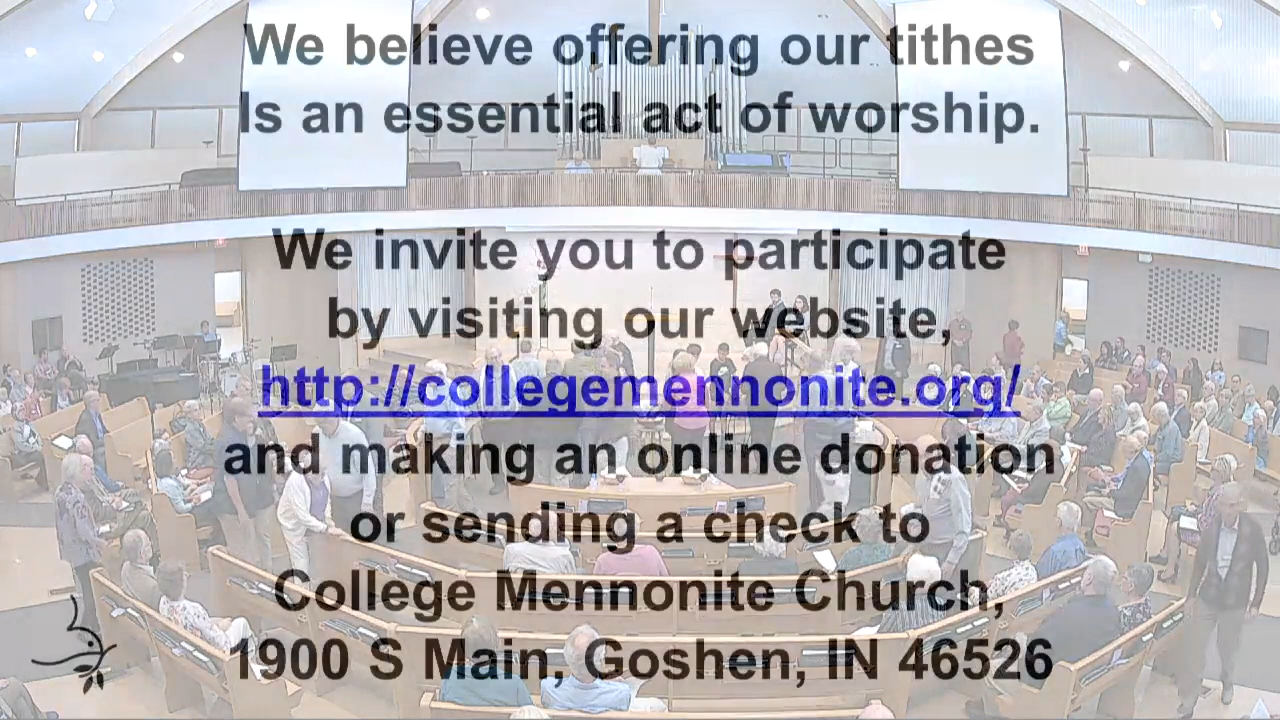 We believe offering our tithes
Is an essential act of worship.
We invite you to participate
by visiting our website,
http://collegemennonite.org/
and making an online donation
or sending a check to
College Mennonite Church,
1900 S Main, Goshen, IN 46526